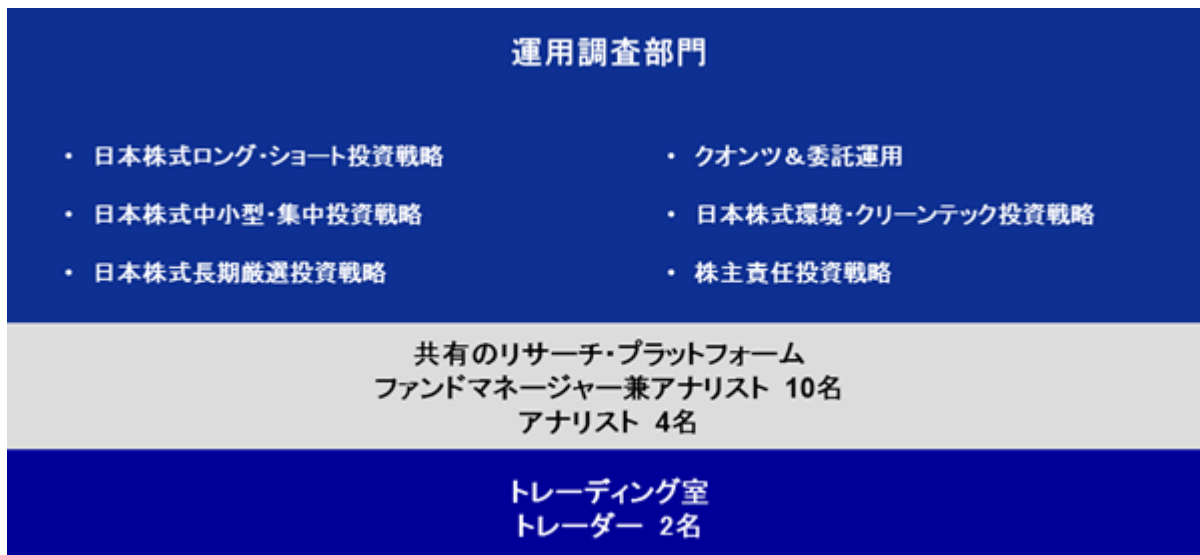 運用調査部門
・ 日本株式ロング・ショート投資戦略
・ 日本株式中小型・集中投資戦略
・ 日本株式長期厳選投資戦略
・ クオンツ＆委託運用
・ 日本株式環境・クリーンテック投資戦略
・ 株主責任投資戦略
共有のリサーチ・プラットフォーム
ファンドマネージャー兼アナリスト 10名
アナリスト 4名
トレーディング室
トレーダー 2名